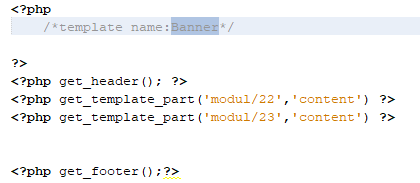 <?php
/*template name:Banner*/
?>
<?php get_header(); ?>
<?php get_template_part('modul/22','content') ?>
<?php get_template_part('modul/23','content') ?>
<?php get_footer();?>